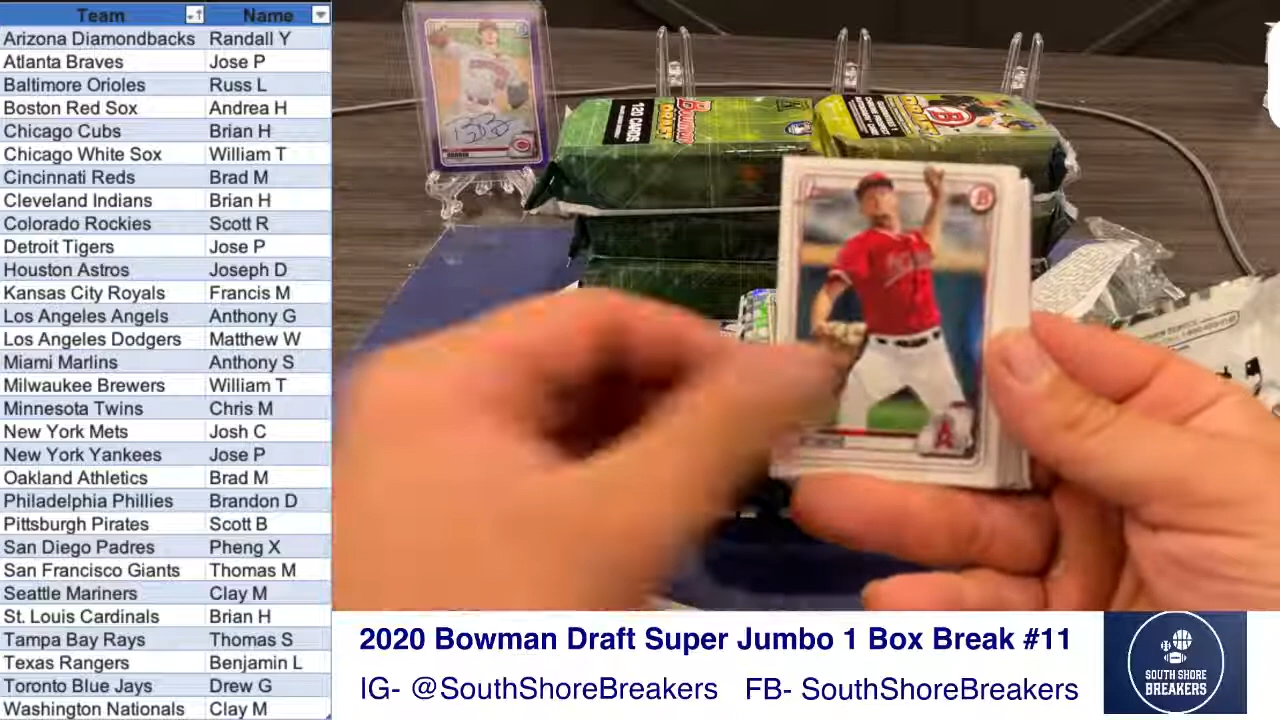 Team Name
Arizona Diamondbacks Randall Y
Atlanta Braves Jose P
Baltimore Orioles Russ L
Boston Red Sox Andrea H
Chicago Cubs Brian H
Chicago White Sox William T
Cincinnati Reds Brad M
Cleveland Indians Brian H
Colorado Rockies Scott R
Detroit Tigers Jose P
Houston Astros Joseph D
Kansas City Royals Francis M
Los Angeles Angels Anthony G
Los Angeles Dodgers Matthew W
Miami Marlins Anthony S
Milwaukee Brewers William T
Minnesota Twins Chris M
New York Mets Josh C
New York Yankees Jose P
Oakland Athletics Brad M
Philadelphia Phillies Brandon D
Pittsburgh Pirates Scott B
San Diego Padres Pheng X
San Francisco Giants Thomas M
Seattle Mariners Clay M
St. Louis Cardinals Brian H
Tampa Bay Rays Thomas S
Texas Rangers Benjamin L
Toronto Blue Jays Drew G
Washington Nationals Clay M
120 CARDS
Bowman
DRAFT
B
B
A
2020 Bowman Draft Super Jumbo 1 Box Break #11
IG- @SouthShoreBreakers FB- SouthShoreBreakers
SOUTH SHORE
BREAKERS